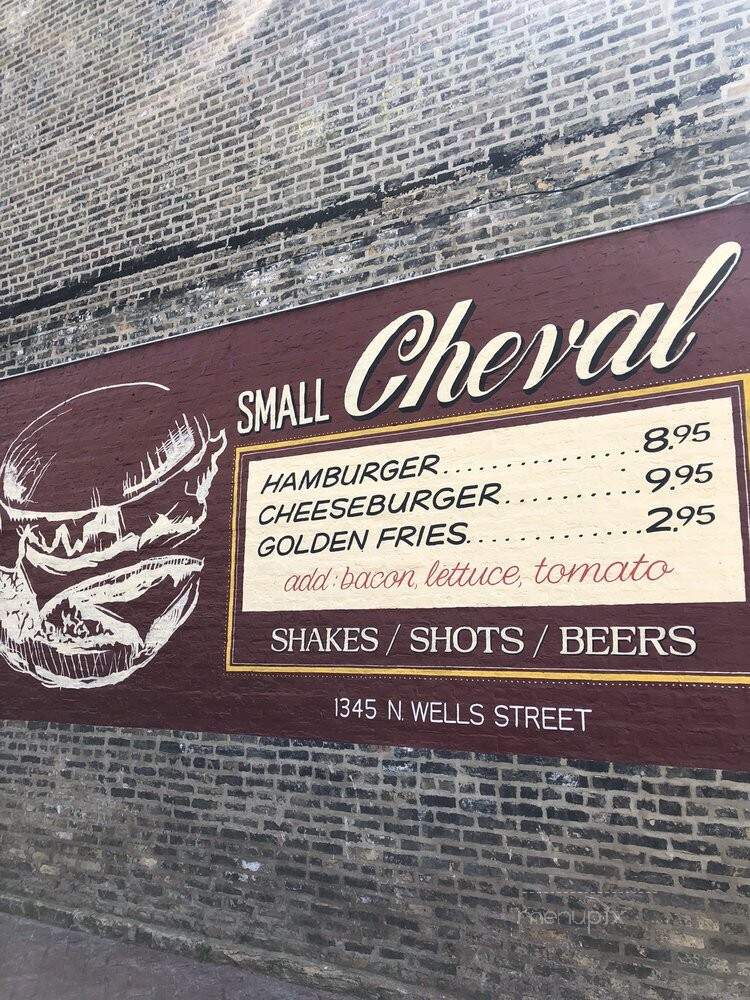 SMALL Cheval
HAMBURGER...............8.95
CHEESEBURGER...........9.95
GOLDEN FRIES.............2.95
add: bacon, lettuce, tomato
SHAKES / SHOTS / BEERS
1345 N. WELLS STREET
menupix